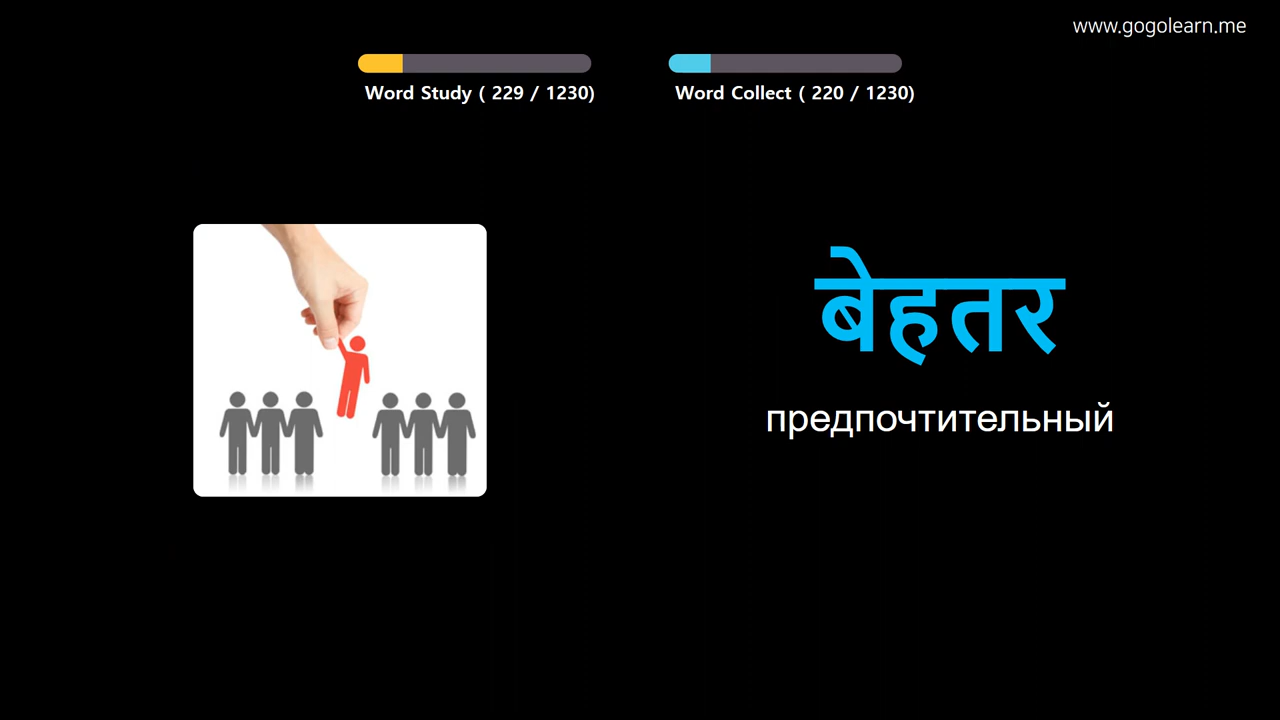 www.gogolearn.me
Word Study ( 229 / 1230)
Word Collect ( 220 / 1230)
बेहतर
предпочтительный